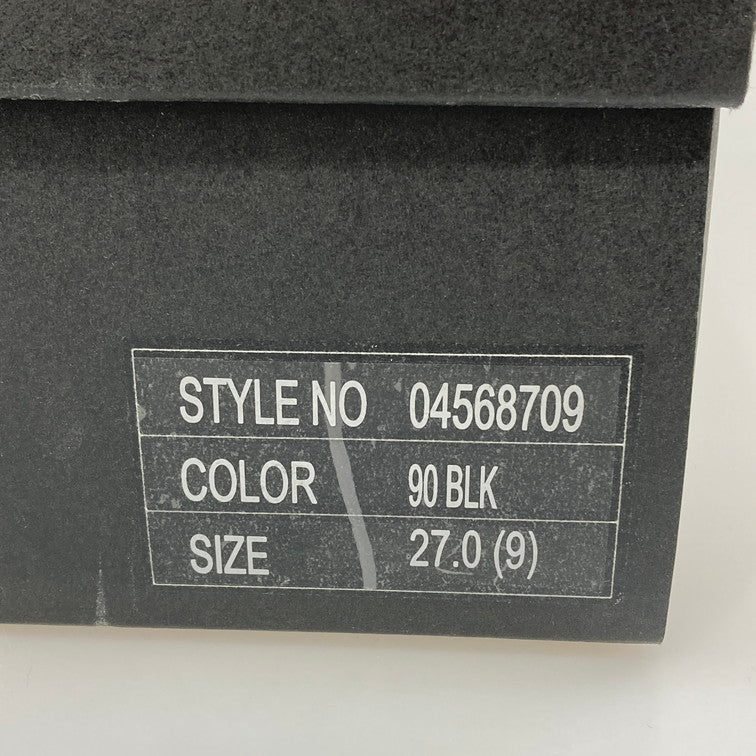 STYLE NO 04568709
COLOR 90 BLK
SIZE 27.0 (9)